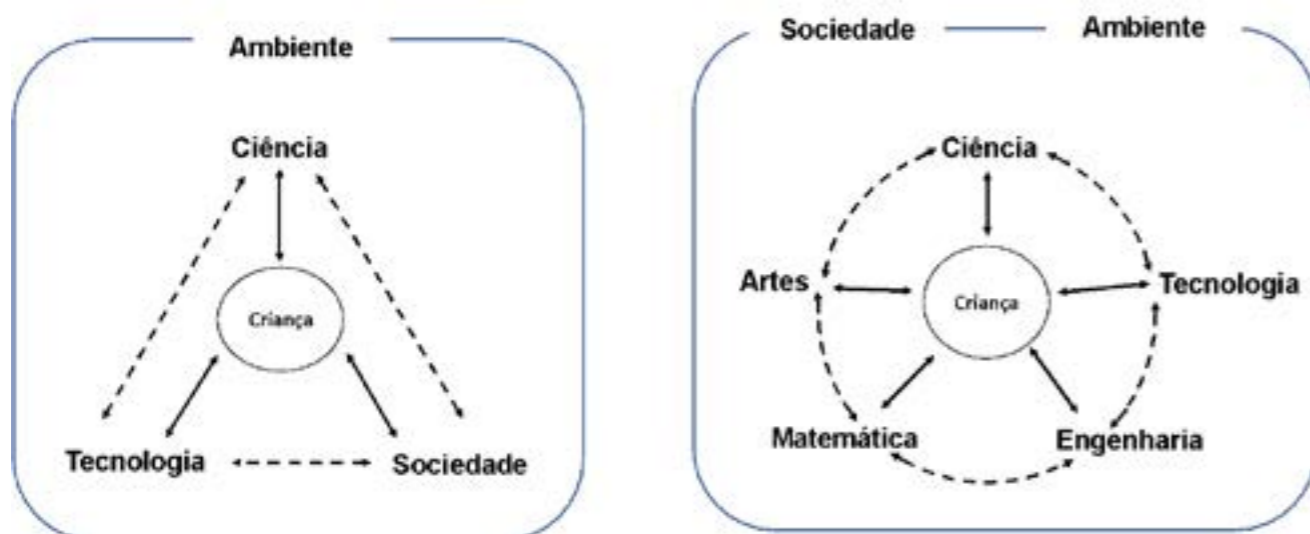 Ambiente
Ciência
Criança
Tecnologia
Sociedade
Sociedade
Ambiente
Ciência
Artes
Criança
Tecnologia
Matemática
Engenharia